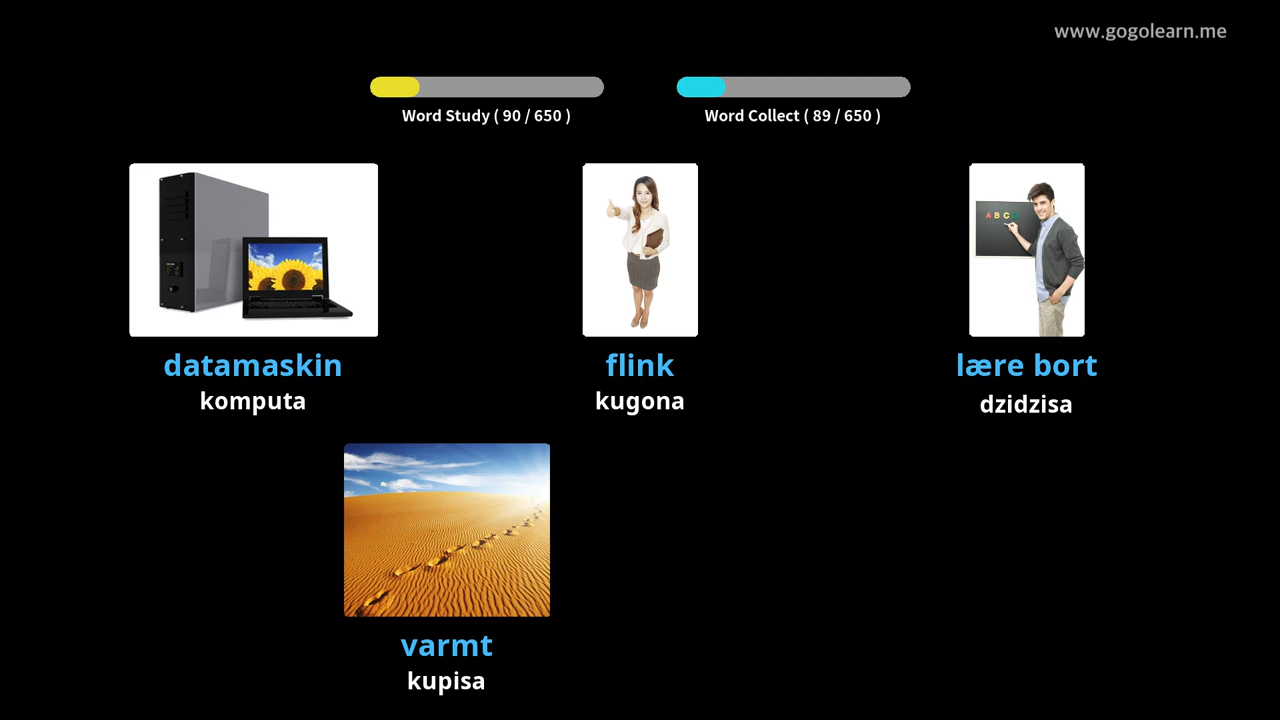 www.gogolearn.me
Word Study ( 90 / 650 )
Word Collect ( 89 / 650 )
A B C D
datamaskin
komputa
flink
kugona
lære bort
dzidzisa
varmt
kupisa